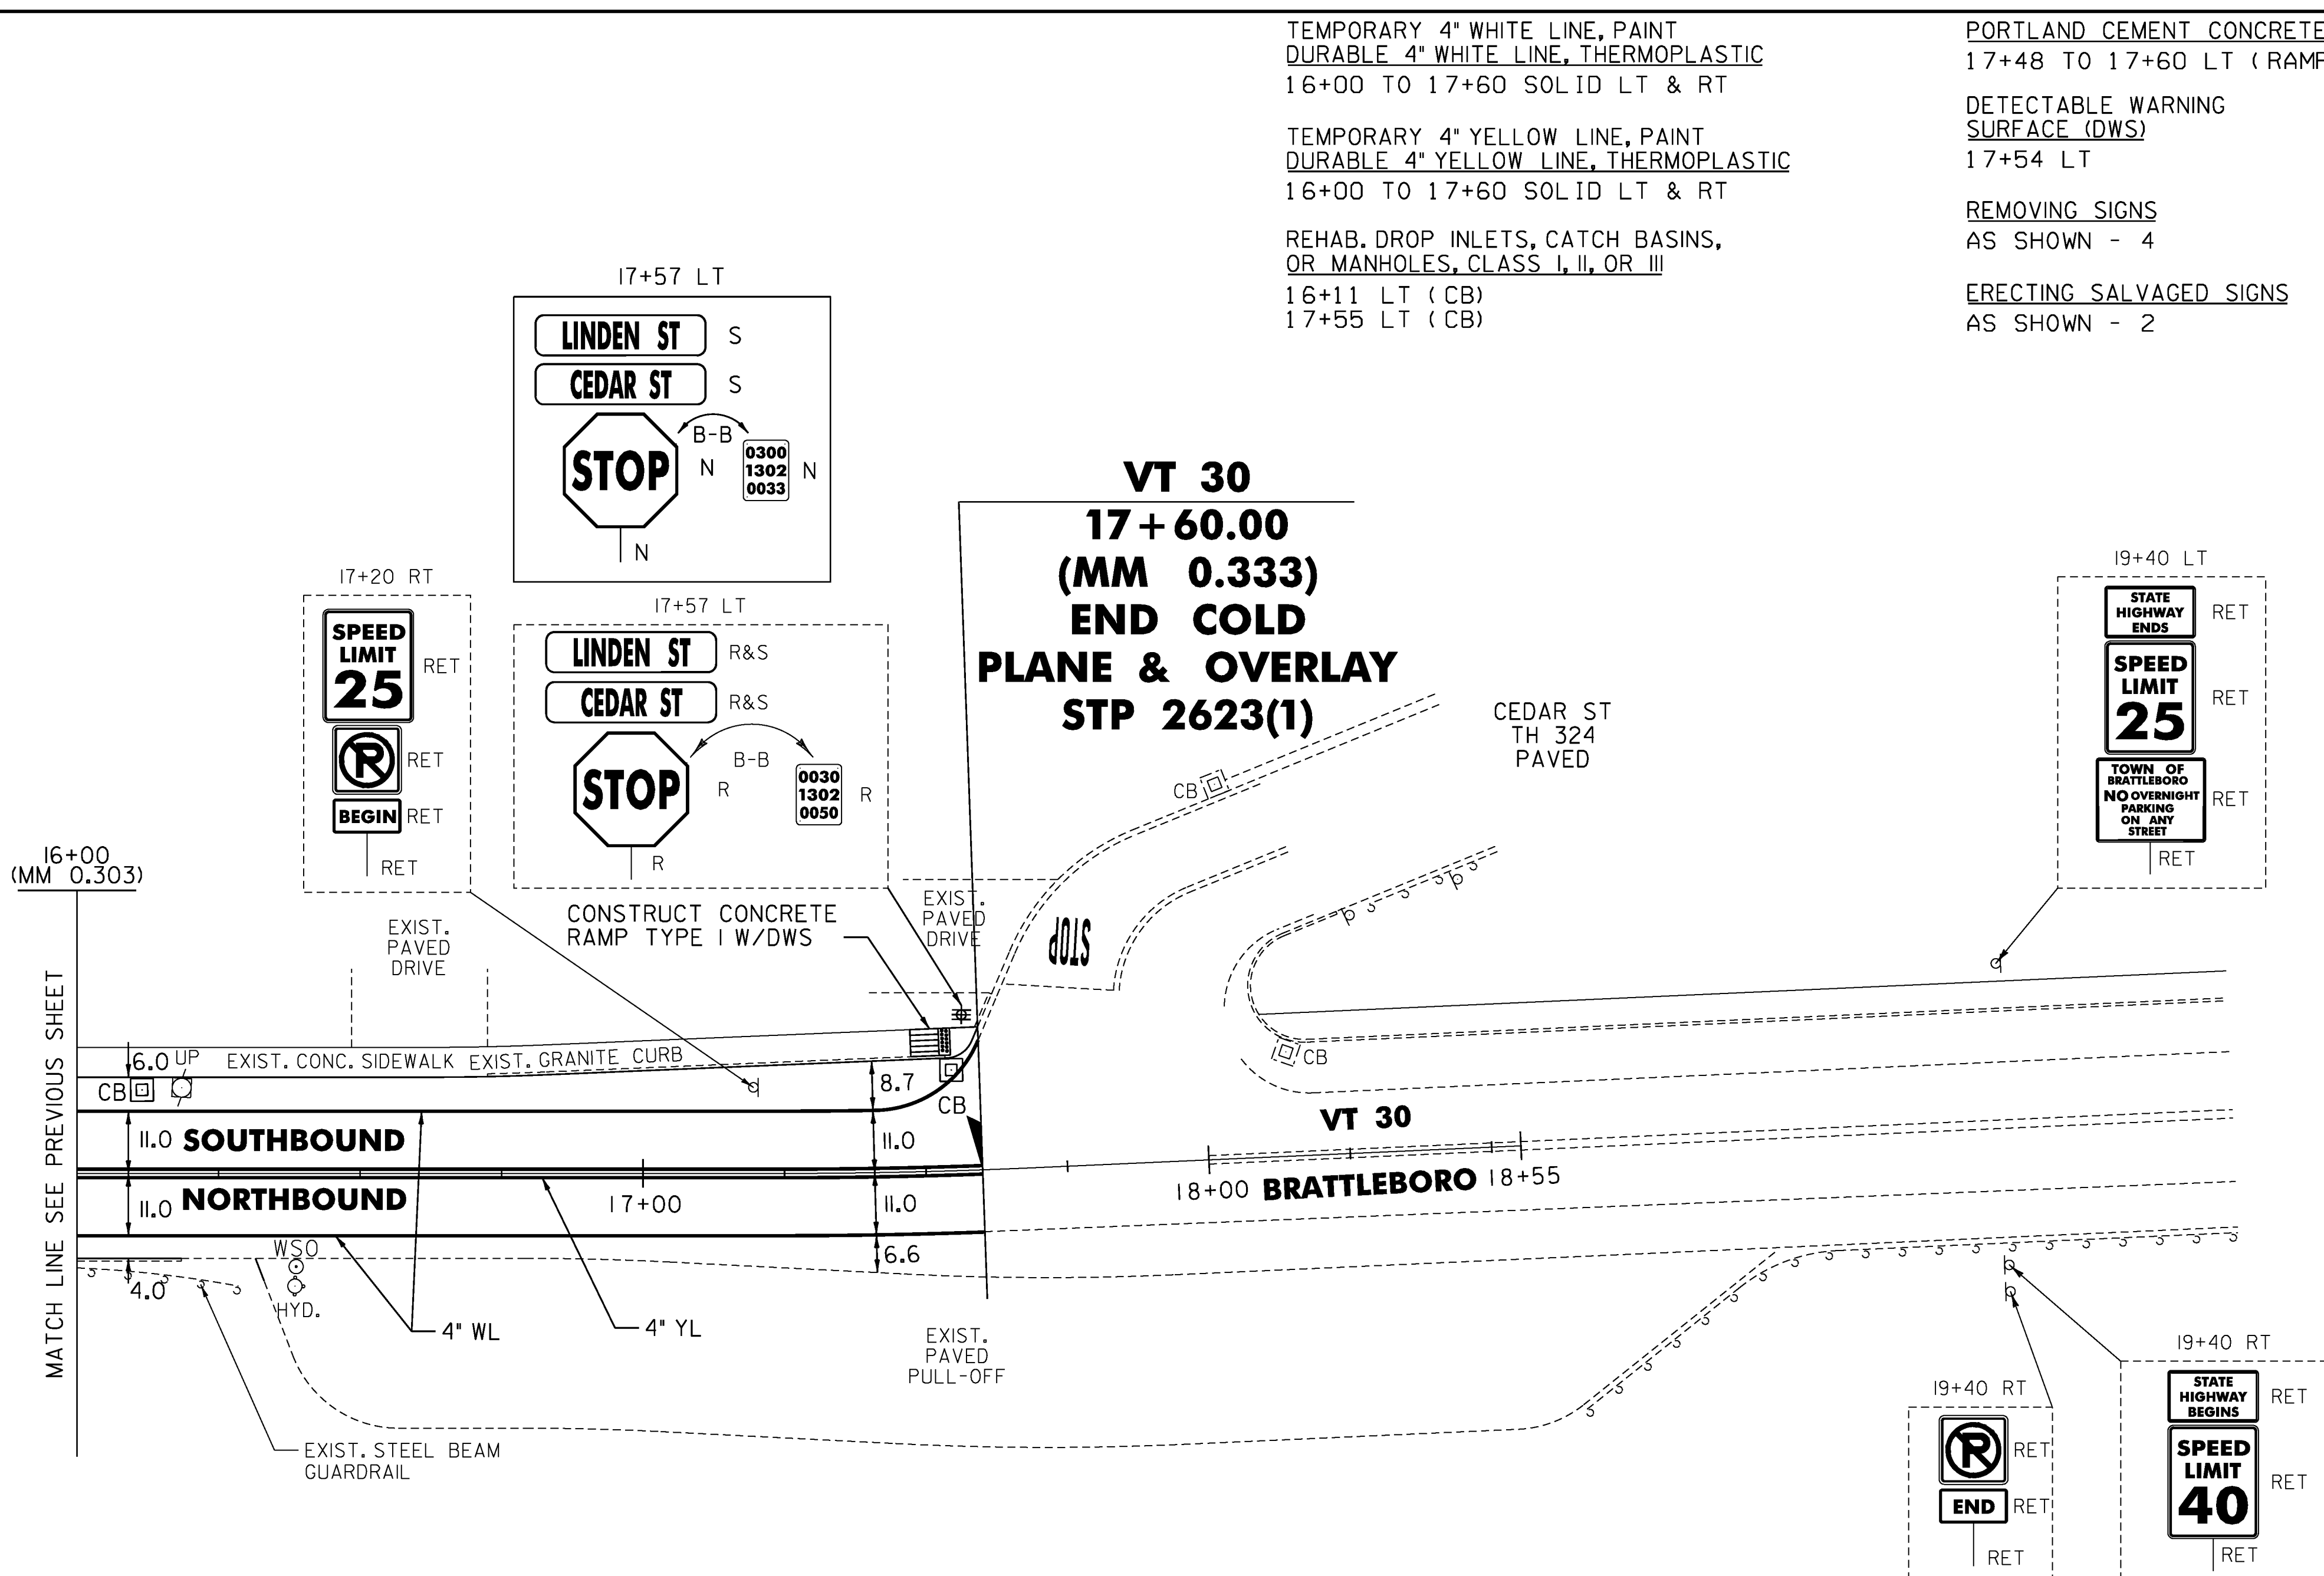 TEMPORARY 4" WHITE LINE, PAINT
DURABLE 4" WHITE LINE, THERMOPLASTIC
16+00 TO 17+60 SOLID LT & RT
TEMPORARY 4" YELLOW LINE, PAINT
DURABLE 4" YELLOW LINE, THERMOPLASTIC
16+00 TO 17+60 SOLID LT & RT
REHAB. DROP INLETS, CATCH BASINS,
OR MANHOLES, CLASS I, II, OR III
16+11 LT (CB)
17+55 LT (CB)
PORTLAND CEMENT CONCRETE
17+48 TO 17+60 LT (RAMP
DETECTABLE WARNING
SURFACE (DWS)
17+54 LT
REMOVING SIGNS
AS SHOWN - 4
ERECTING SALVAGED SIGNS
AS SHOWN - 2
17+57 LT
LINDEN ST S
CEDAR ST S
STOP
B-B
N
0300
1302
0033
N
N
17+20 RT
SPEED
LIMIT
25
RET
P
RET
BEGIN RET
RET
17+57 LT
LINDEN ST R&S
CEDAR ST R&S
STOP
B-B
R
0030
1302
0050
R
R
VT 30
17+60.00
(MM 0.333)
END COLD
PLANE & OVERLAY
STP 2623(1)
CEDAR ST
TH 324
PAVED
CB
19+40 LT
STATE
HIGHWAY
ENDS
RET
SPEED
LIMIT
25
RET
TOWN OF
BRATTLEBORO
NO OVERNIGHT
PARKING
ON ANY
STREET
RET
RET
16+00
(MM 0.303)
EXIST.
PAVED
DRIVE
CONSTRUCT CONCRETE
RAMP TYPE I W/DWS
EXIST.
PAVED
DRIVE
STOP
MATCH LINE SEE PREVIOUS SHEET
6.0
UP
EXIST. CONC. SIDEWALK
EXIST. GRANITE CURB
CB
8.7
CB
CB
11.0
SOUTHBOUND
11.0
VT 30
11.0
NORTHBOUND
17+00
11.0
18+00
BRATTLEBORO
18+55
WSO
6.6
4.0
HYD.
4" WL
4" YL
EXIST.
PAVED
PULL-OFF
EXIST. STEEL BEAM
GUARDRAIL
19+40 RT
P
RET
END RET
RET
19+40 RT
STATE
HIGHWAY
BEGINS
RET
SPEED
LIMIT
40
RET
RET